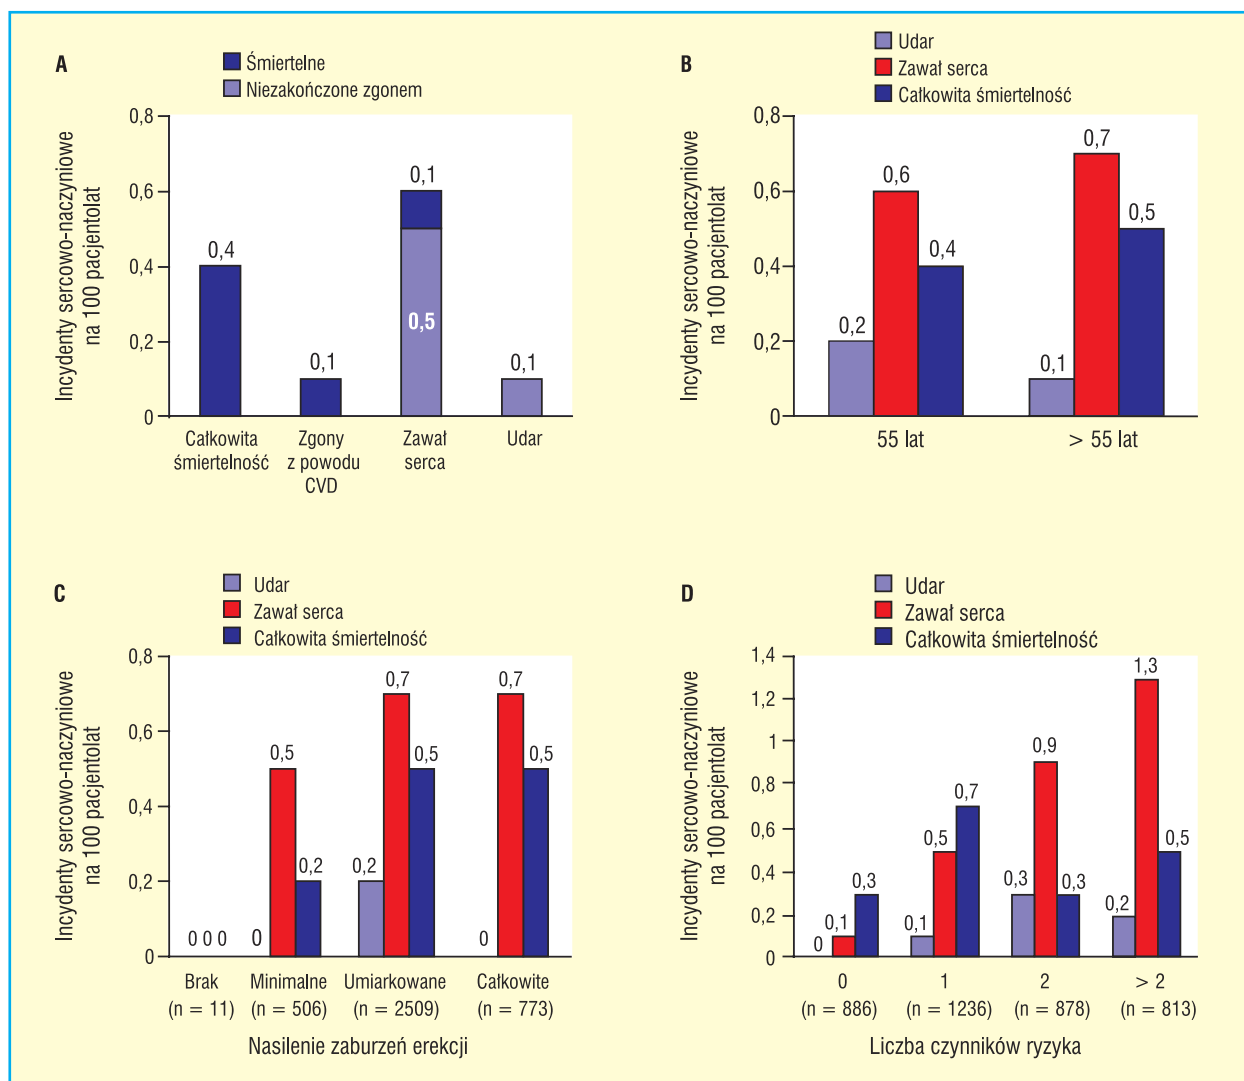 A
Śmiertelne
Niezakończone zgonem
Incydenty sercowo-naczyniowe
na 100 pacjentolat
0,8
0,6
0,4
0,2
0
0,4
0,1
0,1
0,5
0,1
Całkowita
śmiertelność
Zgony
z powodu
CVD
Zawał
serca
Udar
B
Udar
Zawał serca
Całkowita śmiertelność
Incydenty sercowo-naczyniowe
na 100 pacjentolat
0,8
0,6
0,4
0,2
0
0,2
0,6
0,4
0,1
0,7
0,5
55 lat
> 55 lat
C
Udar
Zawał serca
Całkowita śmiertelność
Incydenty sercowo-naczyniowe
na 100 pacjentolat
0,8
0,6
0,4
0,2
0
0 0 0
0
0,5
0,2
0,2
0,7
0,5
0
0,7
0,5
Brak
(n = 11)
Minimalne
(n = 506)
Umiarkowane
(n = 2509)
Całkowite
(n = 773)
Nasilenie zaburzeń erekcji
D
Udar
Zawał serca
Całkowita śmiertelność
Incydenty sercowo-naczyniowe
na 100 pacjentolat
1,4
1,2
1
0,8
0,6
0,4
0,2
0
0
0,1
0,3
0,1
0,5
0,7
0,3
0,9
0,3
0,2
1,3
0,5
0
(n = 886)
1
(n = 1236)
2
(n = 878)
> 2
(n = 813)
Liczba czynników ryzyka